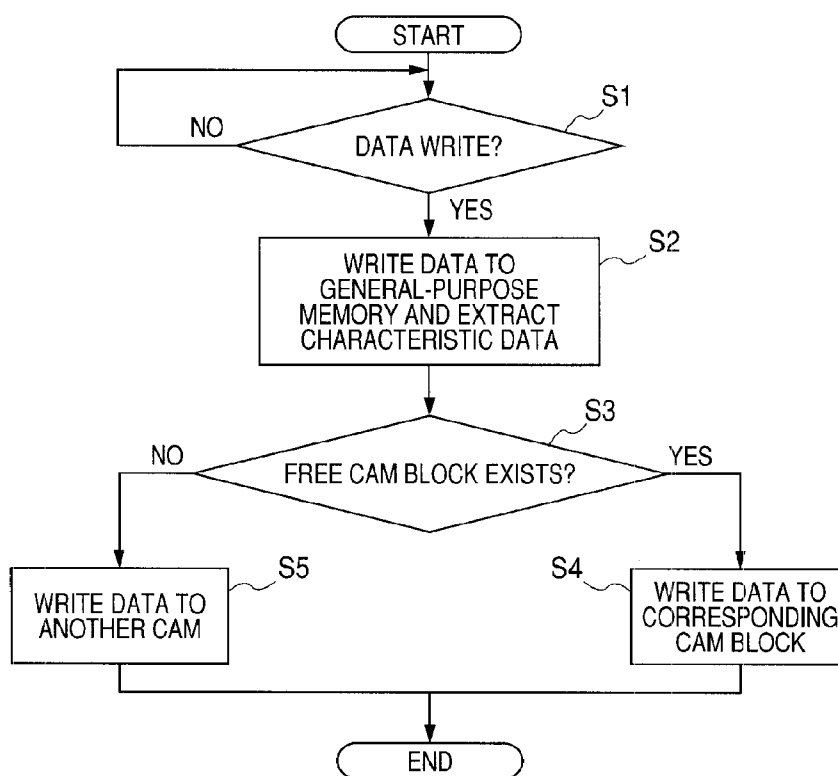 START
S1
NO
DATA WRITE?
YES
S2
WRITE DATA TO
GENERAL-PURPOSE
MEMORY AND EXTRACT
CHARACTERISTIC DATA
S3
NO
FREE CAM BLOCK EXISTS?
YES
S5
WRITE DATA TO
ANOTHER CAM
S4
WRITE DATA TO
CORRESPONDING
CAM BLOCK
END